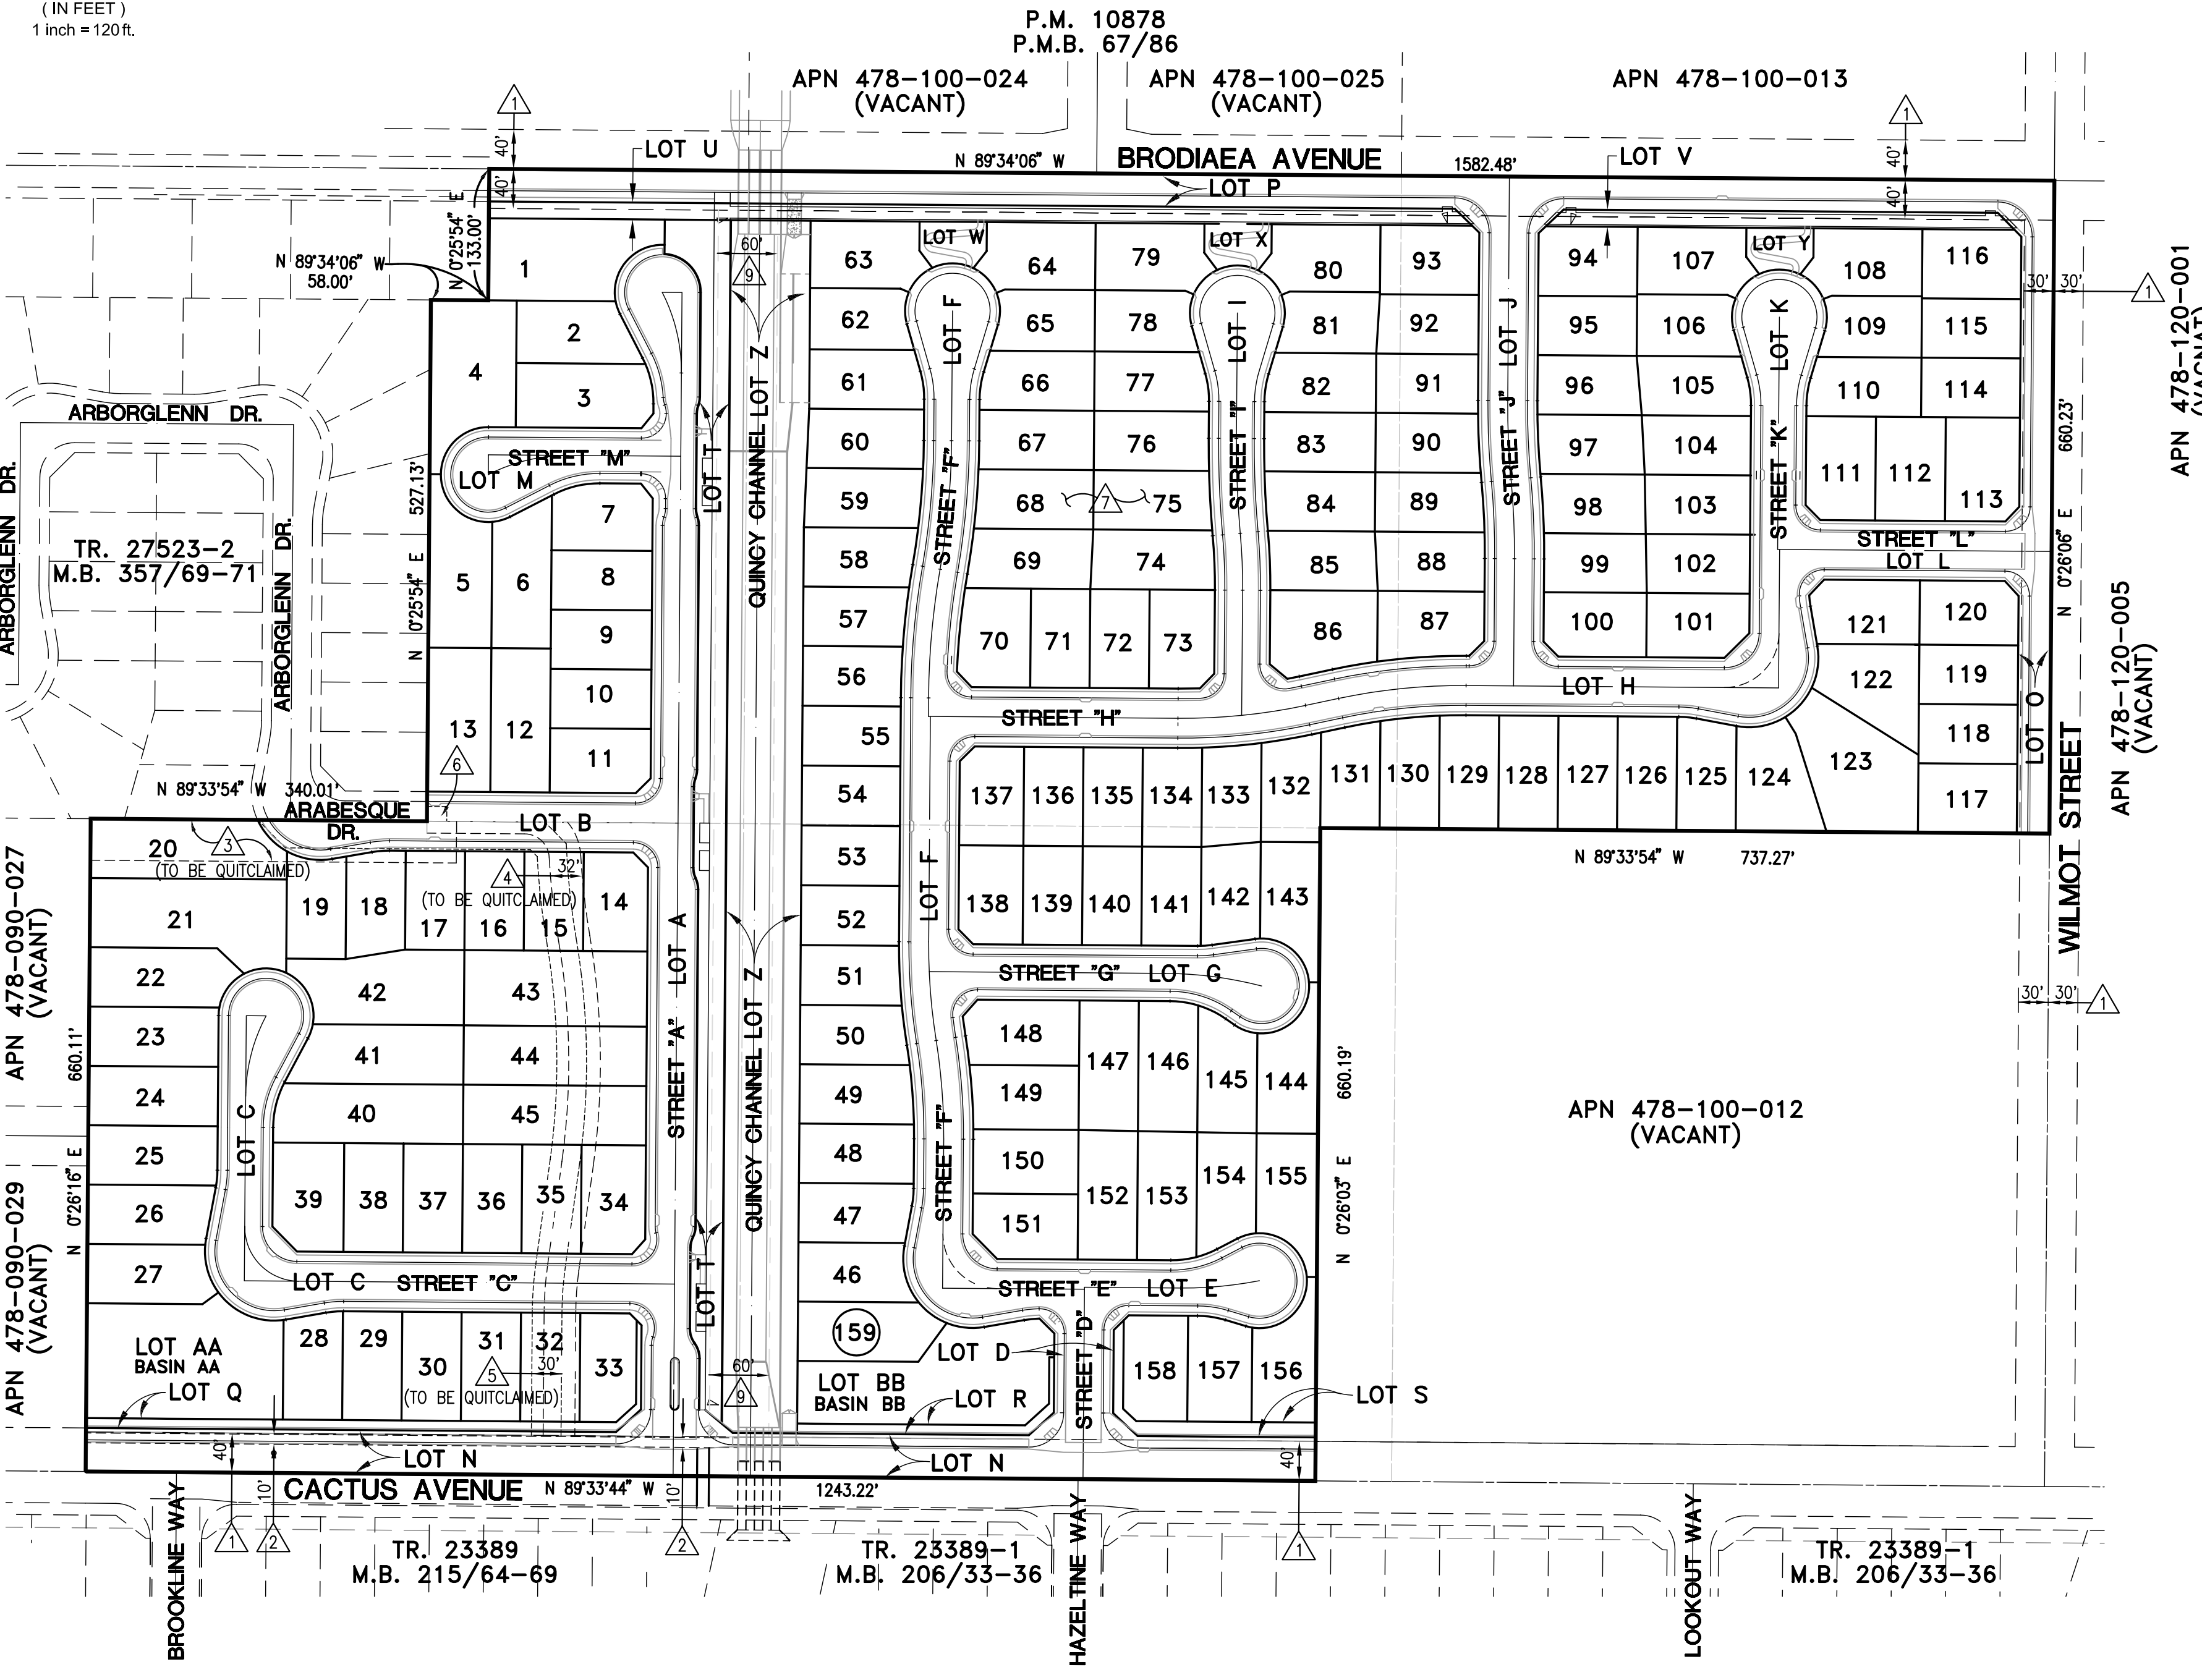 ( IN FEET )
1 inch = 120 ft.
P.M. 10878
P.M.B. 67/86
APN 478-100-024
(VACANT)
APN 478-100-025
(VACANT)
APN 478-100-013
1
1
40'
40'
40'
40'
LOT U
N 89°34'06" W
BRODIAEA AVENUE
1582.48'
LOT V
LOT P
N 0°25'54" E
133.00'
N 89°34'06" W
58.00'
60'
9
LOT W
LOT X
LOT Y
1
2
3
4
5
6
7
8
9
10
11
12
13
63
62
61
60
59
58
57
56
55
54
53
52
51
50
49
48
47
46
159
64
65
66
67
68
69
70
71
72
73
74
75
76
77
78
79
7
80
81
82
83
84
85
86
87
88
89
90
91
92
93
94
95
96
97
98
99
100
101
102
103
104
105
106
107
108
109
110
111
112
113
114
115
116
117
118
119
120
121
122
123
124
125
126
127
128
129
130
131
132
133
134
135
136
137
138
139
140
141
142
143
144
145
146
147
148
149
150
151
152
153
154
155
156
157
158
30'
30'
1
APN 478-120-001
(VACNAT)
660.23'
N 0°26'06" E
APN 478-120-005
(VACANT)
WILMOT STREET
LOT O
30'
30'
1
ARBORGLENN DR.
ARBORGLENN DR.
ARBORGLENN DR.
TR. 27523-2
M.B. 357/69-71
527.13'
N 0°25'54" E
STREET "M"
LOT M
LOT T
QUINCY CHANNEL LOT Z
STREET "F"
LOT F
STREET "I"
LOT I
STREET "J"
LOT J
STREET "K"
LOT K
STREET "L"
LOT L
STREET "H"
LOT H
N 89°33'54" W 340.01'
ARABESQUE
DR.
6
LOT B
20
3
(TO BE QUITCLAIMED)
4
32'
(TO BE QUITCLAIMED)
21
22
23
24
25
26
27
19
18
17
16
15
14
42
43
41
44
40
45
39
38
37
36
35
34
28
29
30
31
32
33
5
30'
(TO BE QUITCLAIMED)
APN 478-090-027
(VACANT)
APN 478-090-029
(VACANT)
660.11'
N 0°26'16" E
LOT C
LOT C STREET "C"
STREET "A" LOT A
QUINCY CHANNEL LOT Z
LOT T
LOT F
STREET "F"
STREET "G" LOT G
STREET "E" LOT E
STREET "D"
LOT D
N 89°33'54" W 737.27'
660.19'
N 0°26'03" E
APN 478-100-012
(VACANT)
LOT AA
BASIN AA
LOT Q
60'
9
LOT BB
BASIN BB
LOT R
LOT S
LOT N
LOT N
40'
10'
10'
40'
CACTUS AVENUE
N 89°33'44" W
1243.22'
1
2
2
1
BROOKLINE WAY
TR. 23389
M.B. 215/64-69
TR. 23389-1
M.B. 206/33-36
HAZELTINE WAY
LOOKOUT WAY
TR. 23389-1
M.B. 206/33-36